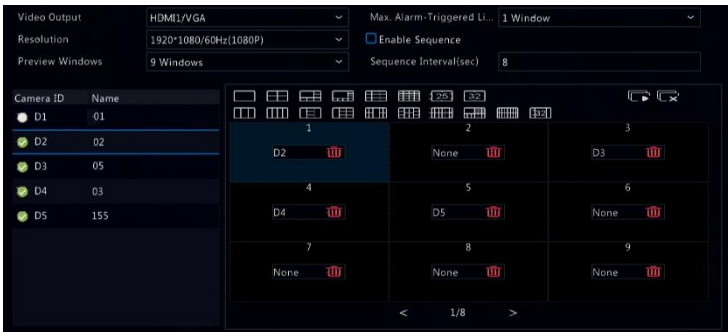 Video Output HDMI1/VGA Max. Alarm-Triggered Li... 1 Window
Resolution 1920*1080/60Hz(1080P) Enable Sequence
Preview Windows 9 Windows Sequence Interval(sec) 8
Camera ID Name 25 32
D1 01 32
1 2 3
D2 02 D2 None D3
D3 05
4 5 6
D4 03
D5 155 D4 D5 None
7 8 9
None None None
< 1/8 >